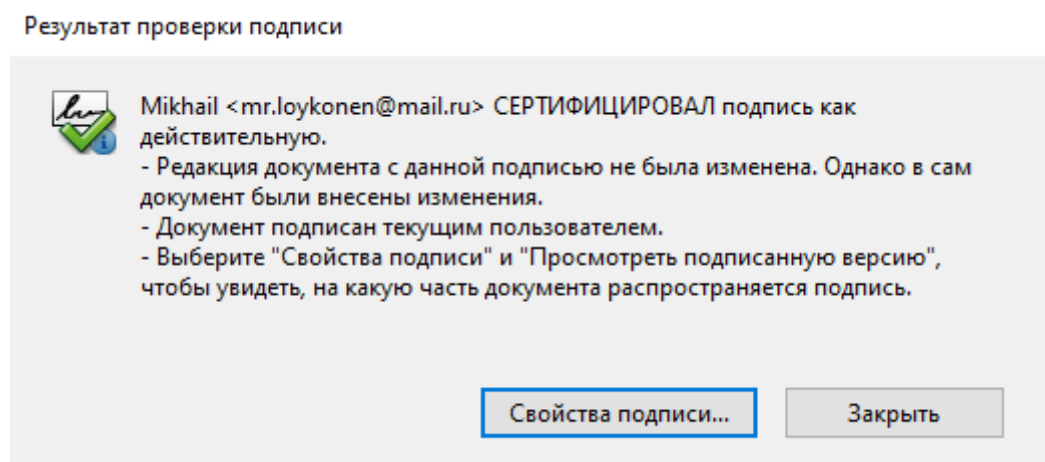 Результат проверки подписи
Mikhail <mr.loykonen@mail.ru> СЕРТИФИЦИРОВАЛ подпись как
действительную.
- Редакция документа с данной подписью не была изменена. Однако в сам
документ были внесены изменения.
- Документ подписан текущим пользователем.
- Выберите "Свойства подписи" и "Просмотреть подписанную версию",
чтобы увидеть, на какую часть документа распространяется подпись.
Свойства подписи...
Закрыть